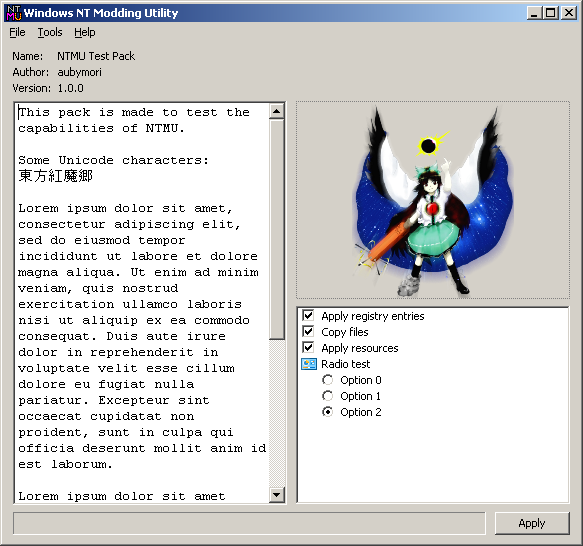 NT
MU
Windows NT Modding Utility
File Tools Help
Name: NTMU Test Pack
Author: aubymori
Version: 1.0.0
This pack is made to test the
capabilities of NTMU.
Some Unicode characters:
東方紅魔郷
Lorem ipsum dolor sit amet,
consectetur adipiscing elit,
sed do eiusmod tempor
incididunt ut labore et dolore
magna aliqua. Ut enim ad minim
veniam, quis nostrud
exercitation ullamco laboris
nisi ut aliquip ex ea commodo
consequat. Duis aute irure
dolor in reprehenderit in
voluptate velit esse cillum
dolore eu fugiat nulla
pariatur. Excepteur sint
occaecat cupidatat non
proident, sunt in culpa qui
officia deserunt mollit anim id
est laborum.
Lorem ipsum dolor sit amet
Apply registry entries
Copy files
Apply resources
Radio test
Option 0
Option 1
Option 2
Apply